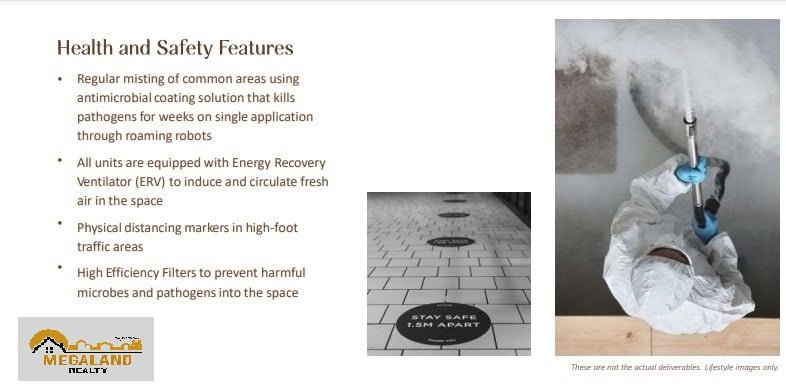 Health and Safety Features
• Regular misting of common areas using
antimicrobial coating solution that kills
pathogens for weeks on single application
through roaming robots
• All units are equipped with Energy Recovery
Ventilator (ERV) to induce and circulate fresh
air in the space
• Physical distancing markers in high-foot
traffic areas
• High Efficiency Filters to prevent harmful
microbes and pathogens into the space
STAY SAFE
1.5M APART
MEGALAND
REALTY
These are not the actual deliverables. Lifestyle images only.